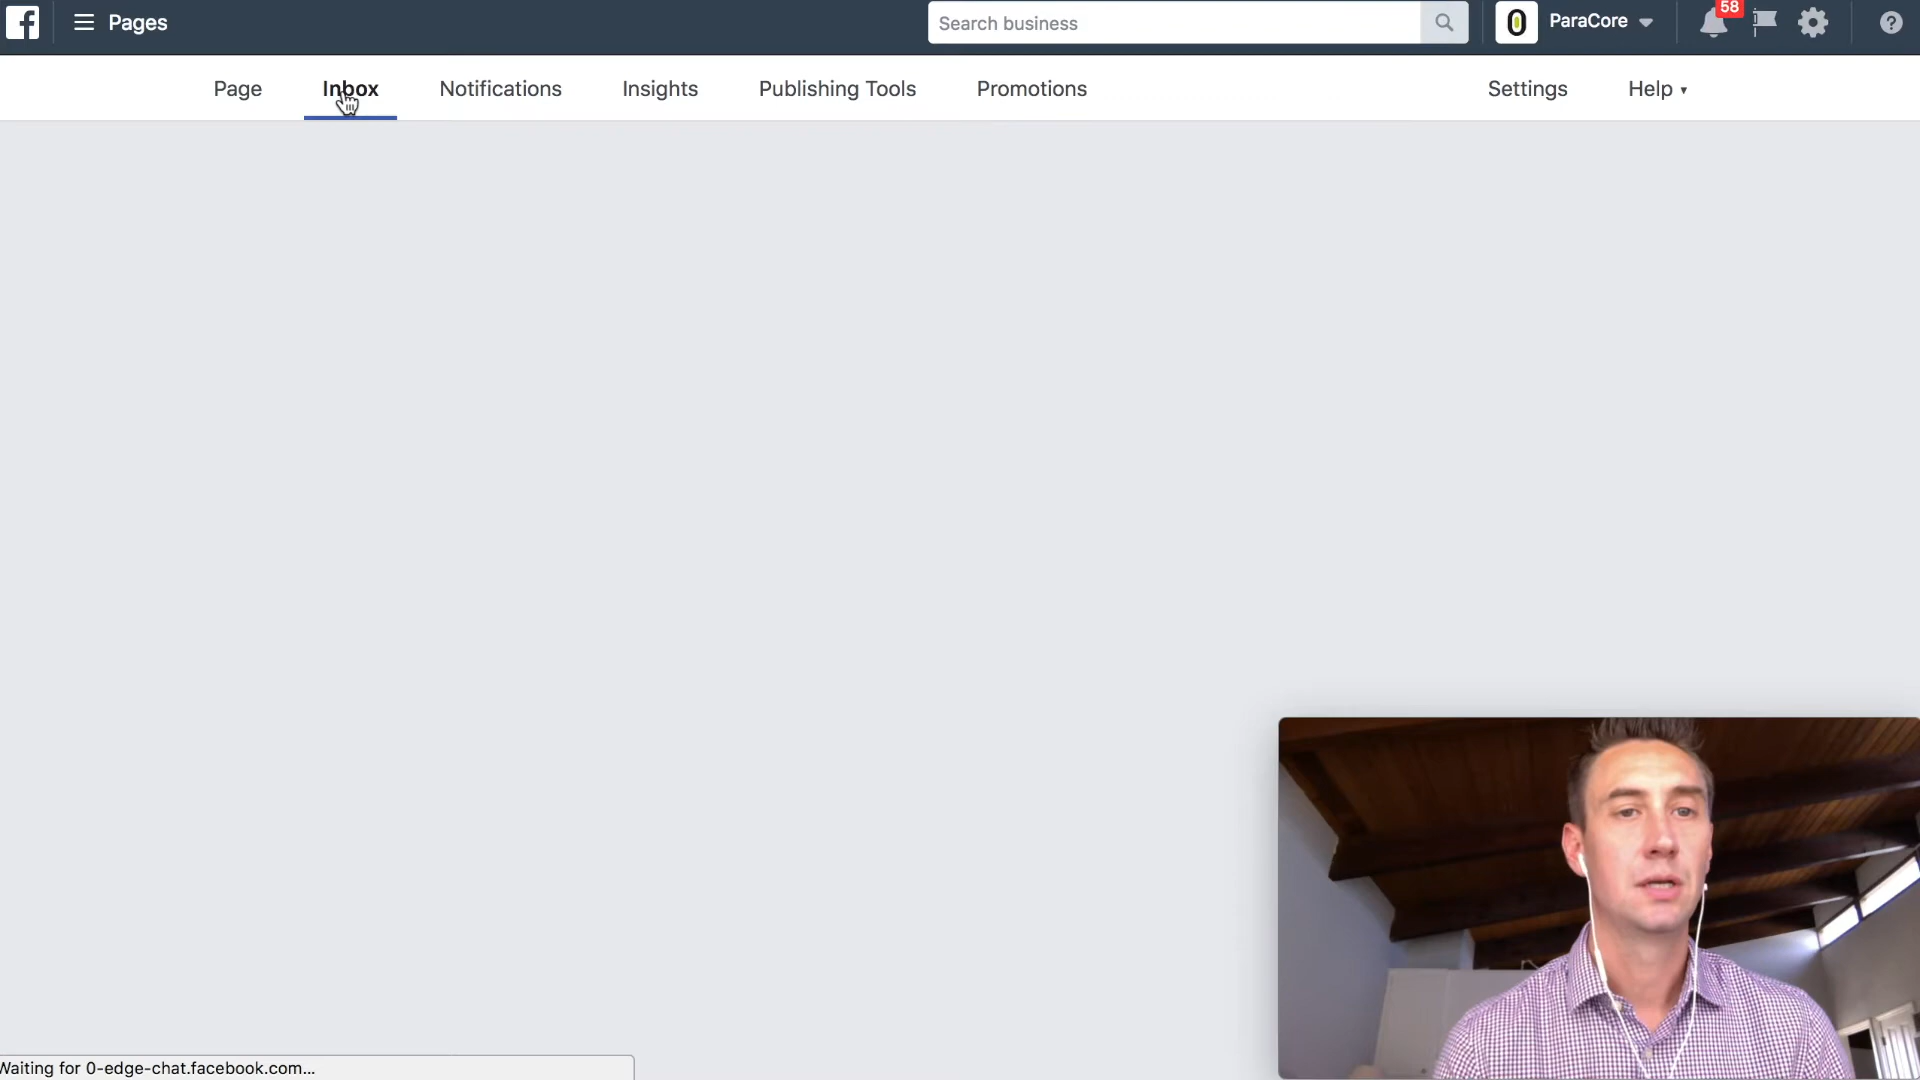 Pages
Search business
ParaCore
58
?
Page
Inbox
Notifications
Insights
Publishing Tools
Promotions
Settings
Help
Waiting for 0-edge-chat.facebook.com...